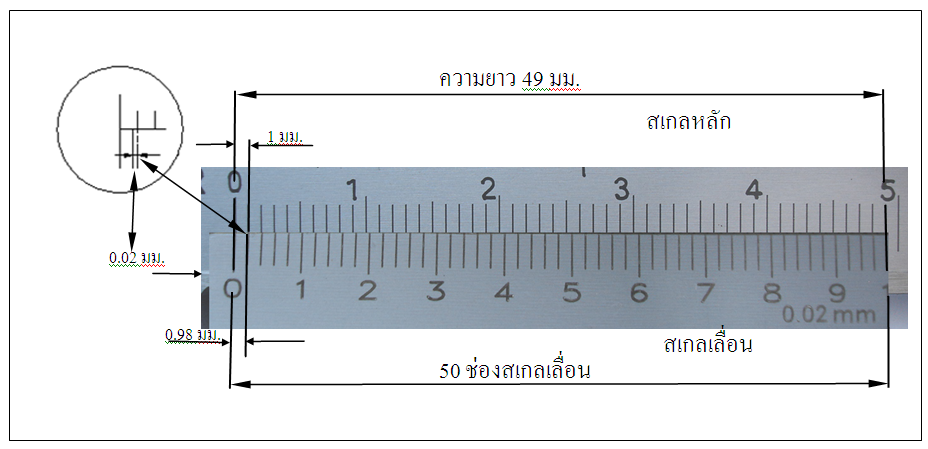 ความยาว 49 มม.
สเกลหลัก
1 มม.
0 1 2 3 4 5
0.02 มม.
0 1 2 3 4 5 6 7 8 9 1
0.02 mm
0.98 มม.
สเกลเลื่อน
50 ช่องสเกลเลื่อน